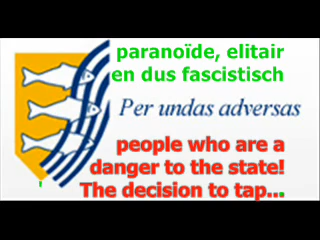 paranoïde, elitair
en dus fascistisch
Per undas adversas
people who are a
danger to the state!
The decision to tap...